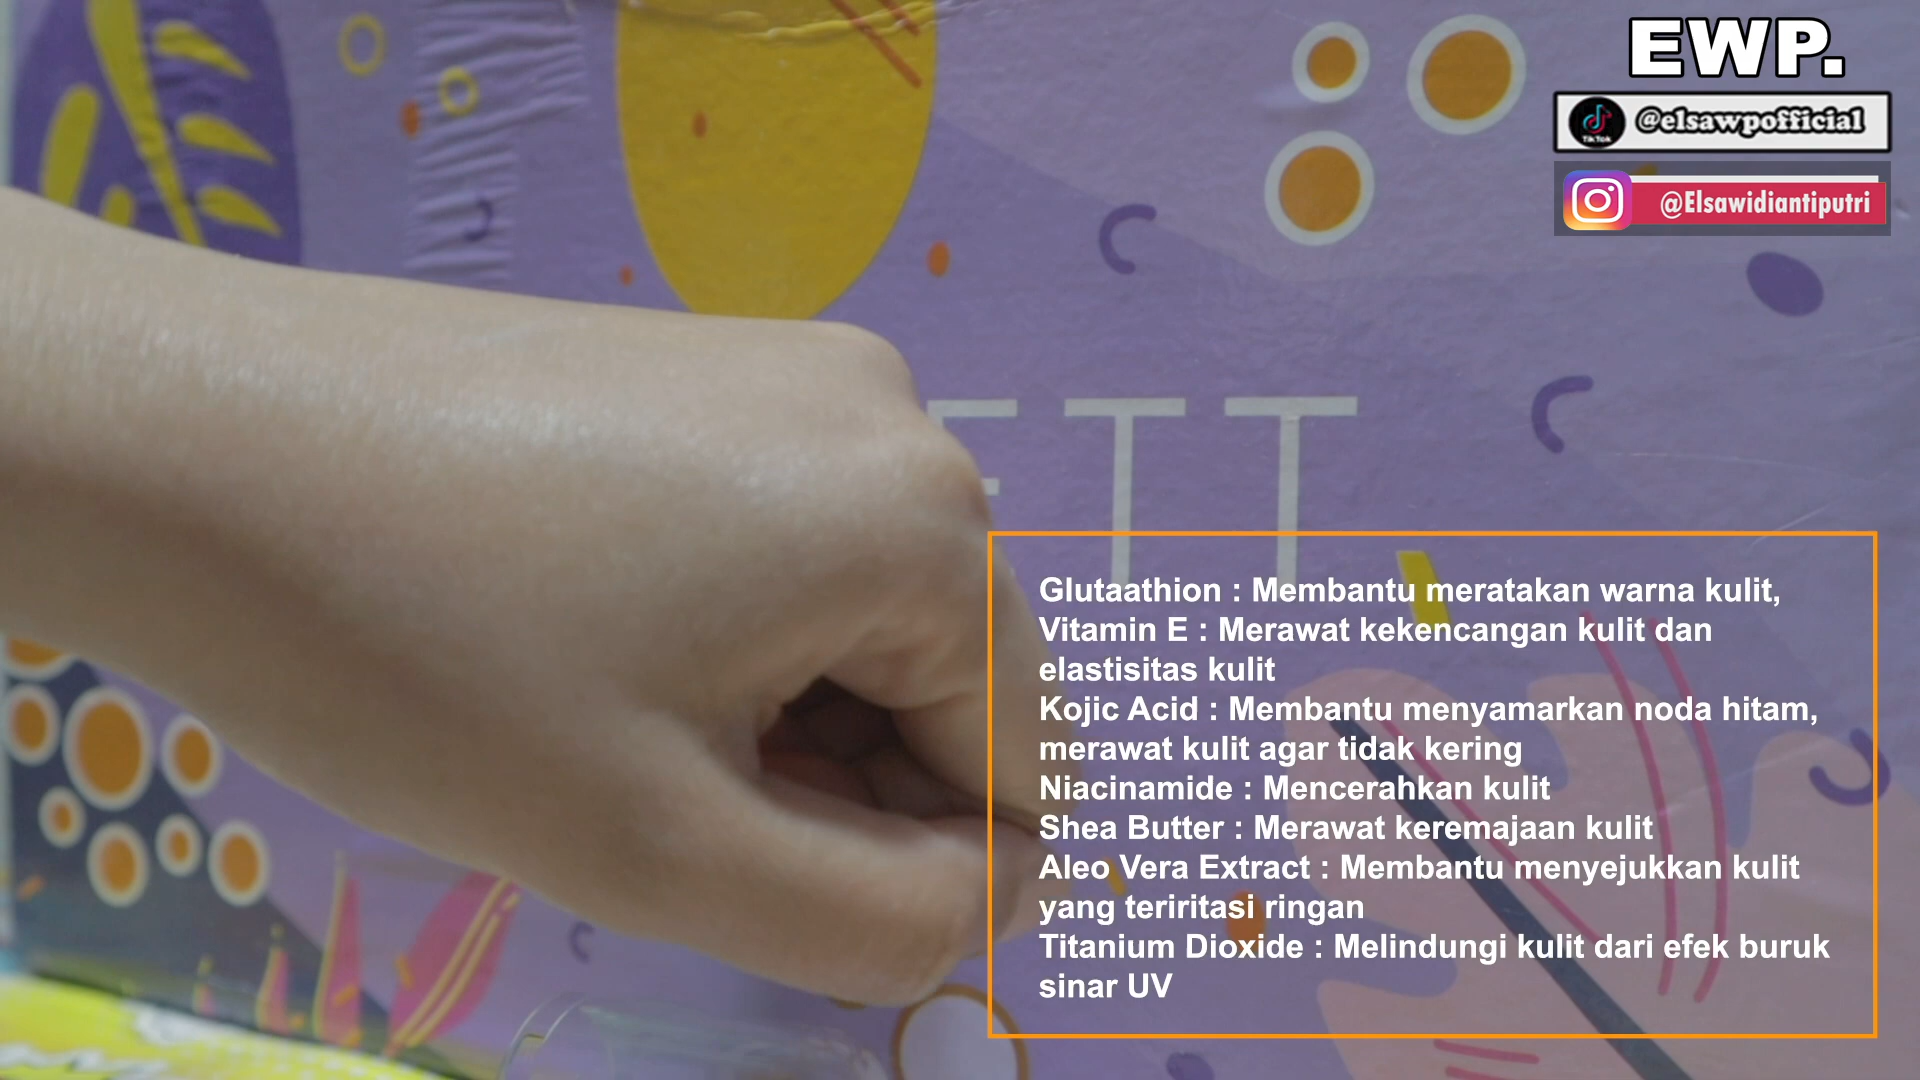 EWP.
TikTok
@elsawpofficial
@Elsawidiantiputri
ETT
Glutaathion : Membantu meratakan warna kulit,
Vitamin E : Merawat kekencangan kulit dan
elastisitas kulit
Kojic Acid : Membantu menyamarkan noda hitam,
merawat kulit agar tidak kering
Niacinamide : Mencerahkan kulit
Shea Butter : Merawat keremajaan kulit
Aleo Vera Extract : Membantu menyejukkan kulit
yang teriritasi ringan
Titanium Dioxide : Melindungi kulit dari efek buruk
sinar UV